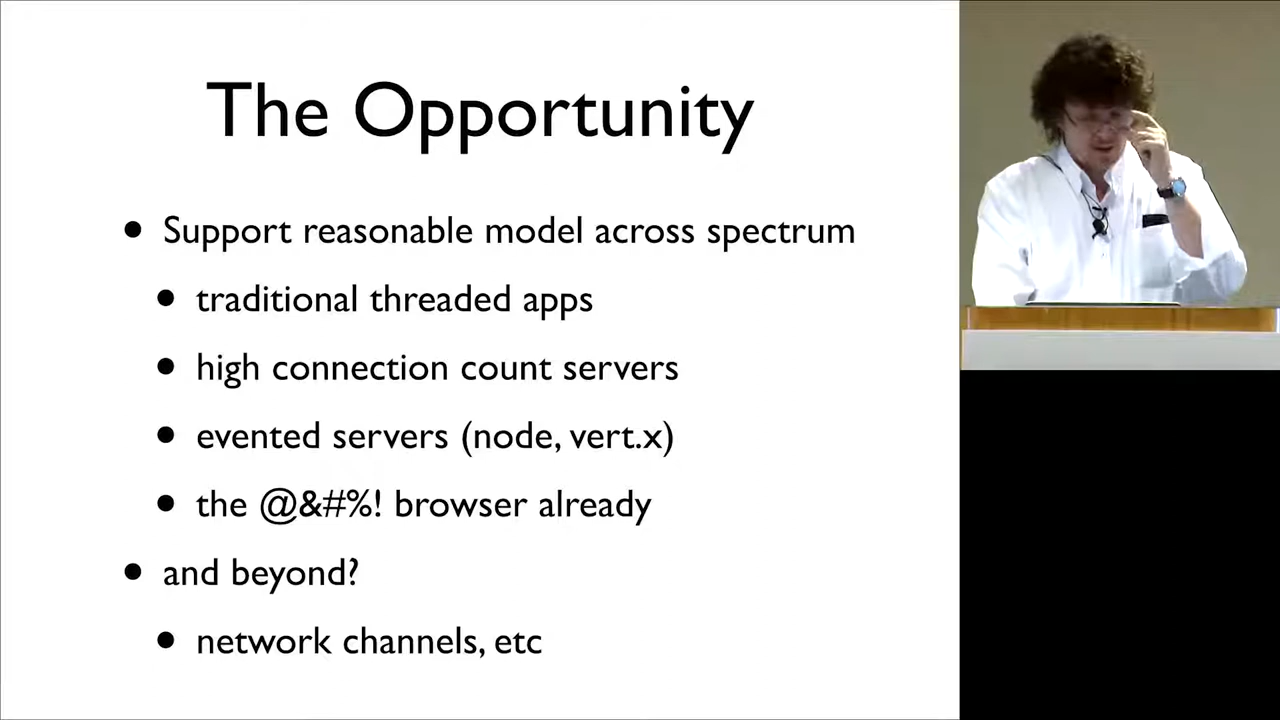 The Opportunity
• Support reasonable model across spectrum
• traditional threaded apps
• high connection count servers
• evented servers (node, vert.x)
• the @&#%! browser already
• and beyond?
• network channels, etc